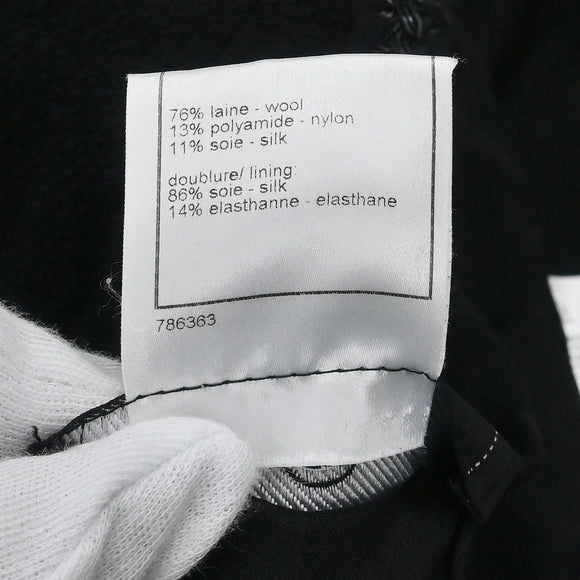 76% laine - wool
13% polyamide - nylon
11% soie - silk
doublure/ lining:
86% soie - silk
14% elasthanne - elasthane
786363